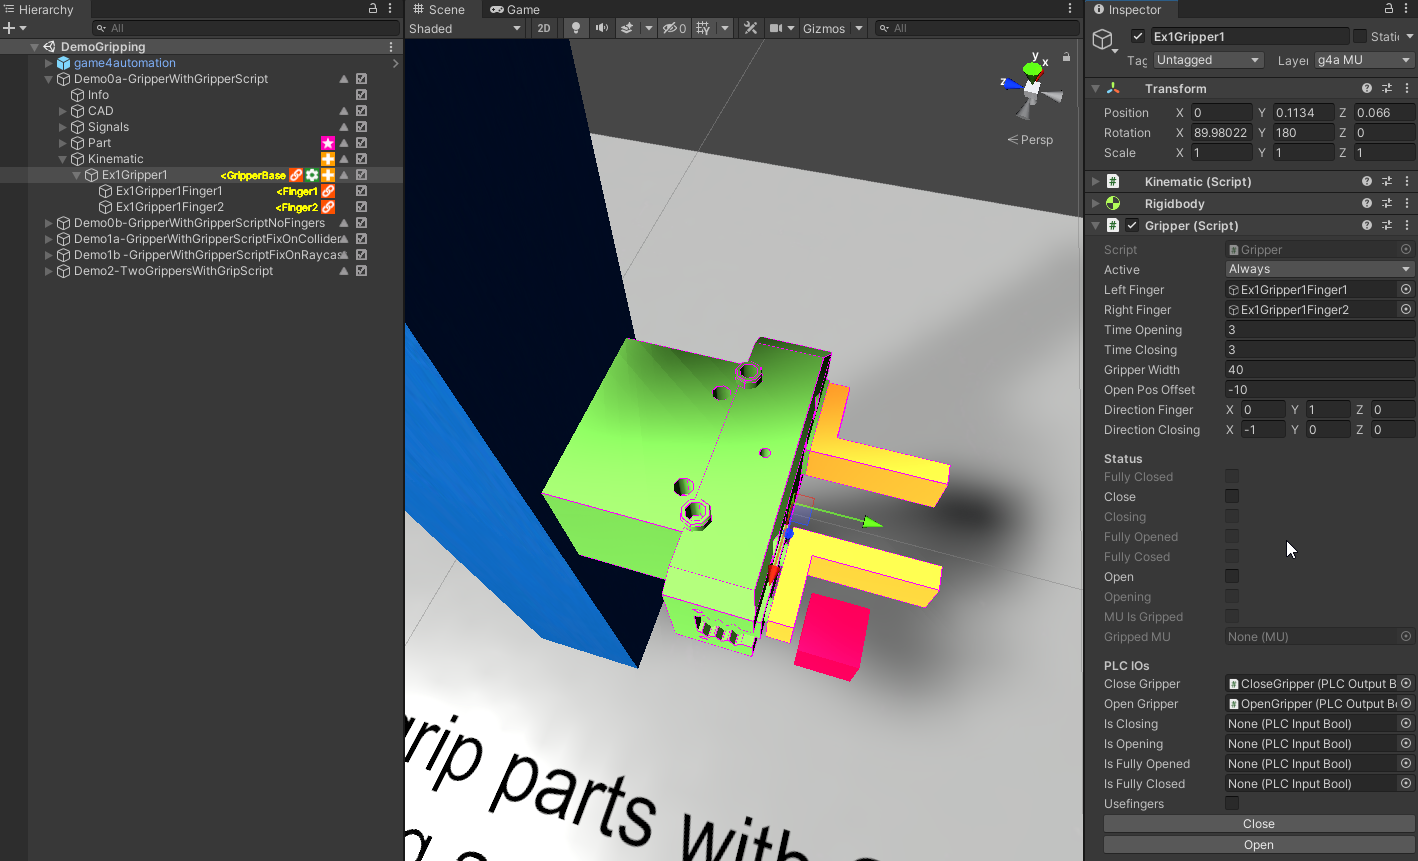 Hierarchy
All
DemoGripping
game4automation
Demo0a-GripperWithGripperScript
Info
CAD
Signals
Part
Kinematic
Ex1Gripper1 <GripperBase
Ex1Gripper1Finger1 <Finger1
Ex1Gripper1Finger2 <Finger2
Demo0b-GripperWithGripperScriptNoFingers
Demo1a-GripperWithGripperScriptFixOnCollider
Demo1b -GripperWithGripperScriptFixOnRaycas
Demo2-TwoGrippersWithGripScript
Scene Game
Shaded 2D 0 Gizmos All
y
x
z
Persp
grip parts with
Inspector
Ex1Gripper1 Static
Tag Untagged Layer g4a MU
Transform
Position X 0 Y 0.1134 Z 0.066
Rotation X 89.98022 Y 180 Z 0
Scale X 1 Y 1 Z 1
Kinematic (Script)
Rigidbody
Gripper (Script)
Script Gripper
Active Always
Left Finger Ex1Gripper1Finger1
Right Finger Ex1Gripper1Finger2
Time Opening 3
Time Closing 3
Gripper Width 40
Open Pos Offset -10
Direction Finger X 0 Y 1 Z 0
Direction Closing X -1 Y 0 Z 0
Status
Fully Closed
Close
Closing
Fully Opened
Fully Cosed
Open
Opening
MU Is Gripped
Gripped MU None (MU)
PLC IOs
Close Gripper CloseGripper (PLC Output B
Open Gripper OpenGripper (PLC Output Bo
Is Closing None (PLC Input Bool)
Is Opening None (PLC Input Bool)
Is Fully Opened None (PLC Input Bool)
Is Fully Closed None (PLC Input Bool)
Usefingers
Close
Open